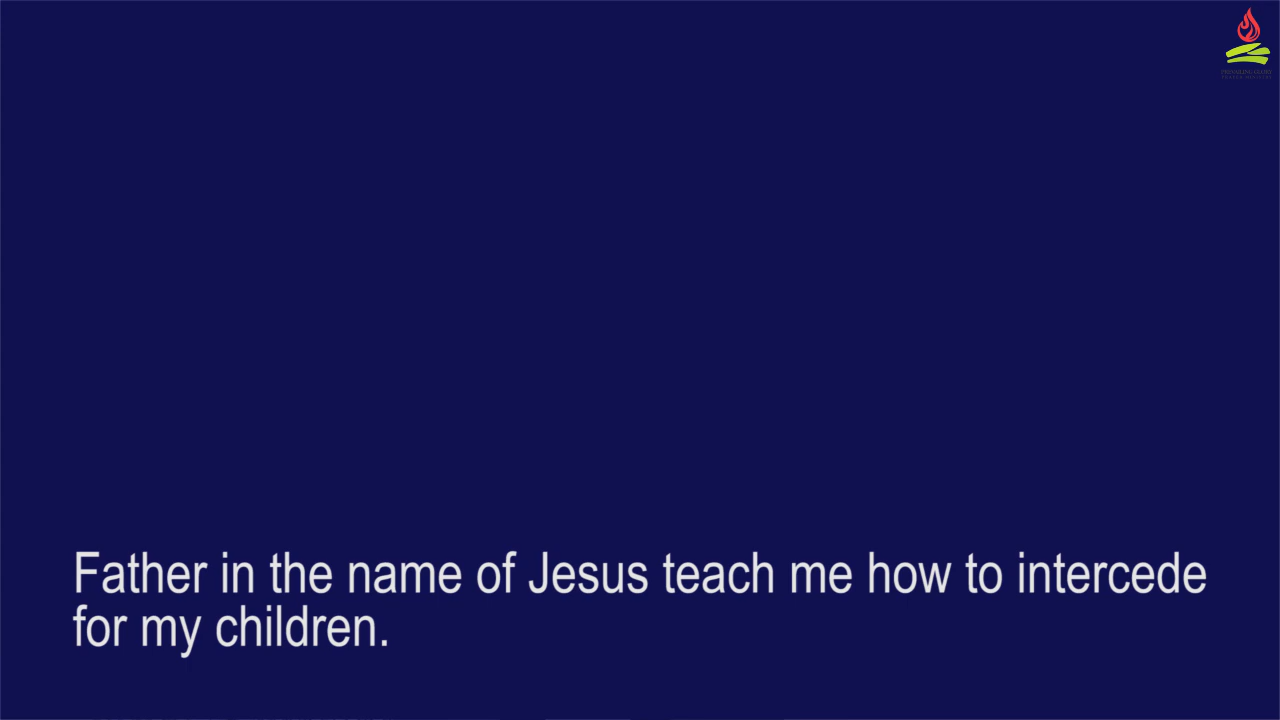 Father in the name of Jesus teach me how to intercede
for my children.